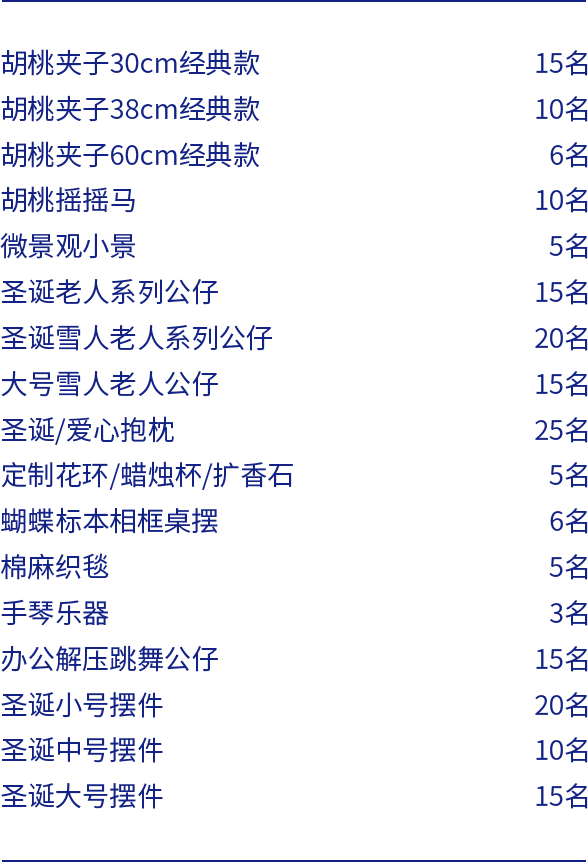 胡桃夹子30cm经典款 15名
胡桃夹子38cm经典款 10名
胡桃夹子60cm经典款 6名
胡桃摇摇马 10名
微景观小景 5名
圣诞老人系列公仔 15名
圣诞雪人老人系列公仔 20名
大号雪人老人公仔 15名
圣诞/爱心抱枕 25名
定制花环/蜡烛杯/扩香石 5名
蝴蝶标本相框桌摆 6名
棉麻织毯 5名
手琴乐器 3名
办公解压跳舞公仔 15名
圣诞小号摆件 20名
圣诞中号摆件 10名
圣诞大号摆件 15名